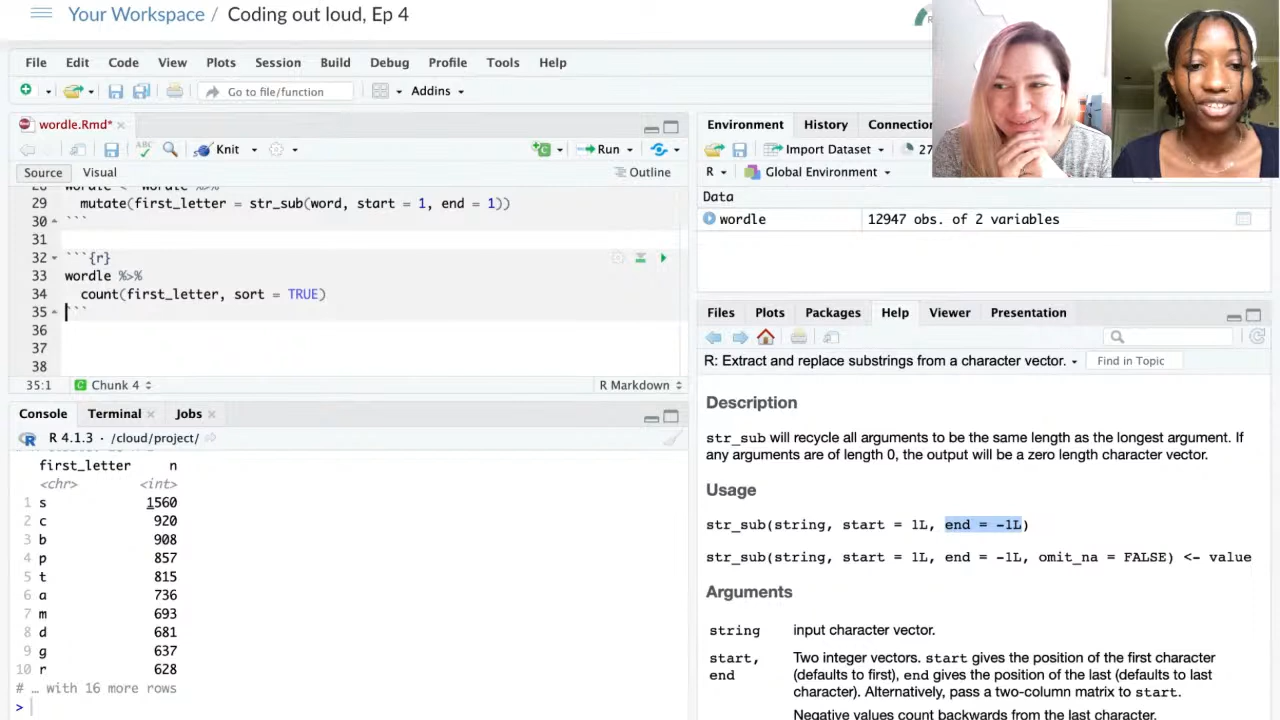 Your Workspace / Coding out loud, Ep 4
File Edit Code View Plots Session Build Debug Profile Tools Help
Go to file/function Addins
wordle.Rmd*
Knit Run
Source Visual Outline
28 wordle <- wordle %>%
29 mutate(first_letter = str_sub(word, start = 1, end = 1))
30 ```
31
32 ```{r}
33 wordle %>%
34 count(first_letter, sort = TRUE)
35 ```
36
37
38
35:1 Chunk 4 R Markdown
Console Terminal Jobs
R 4.1.3 · /cloud/project/
first_letter n
<chr> <int>
1 s 1560
2 c 920
3 b 908
4 p 857
5 t 815
6 a 736
7 m 693
8 d 681
9 g 637
10 r 628
# … with 16 more rows
>
Environment History
Import Dataset 27
R Global Environment
Data
wordle 12947 obs. of 2 variables
Files Plots Packages Help Viewer Presentation
R: Extract and replace substrings from a character vector. Find in Topic
Description
str_sub will recycle all arguments to be the same length as the longest argument. If
any arguments are of length 0, the output will be a zero length character vector.
Usage
str_sub(string, start = 1L, end = -1L)
str_sub(string, start = 1L, end = -1L, omit_na = FALSE) <- value
Arguments
string input character vector.
start, Two integer vectors. start gives the position of the first character
end (defaults to first), end gives the position of the last (defaults to last
character). Alternatively, pass a two-column matrix to start.
Negative values count backwards from the last character.